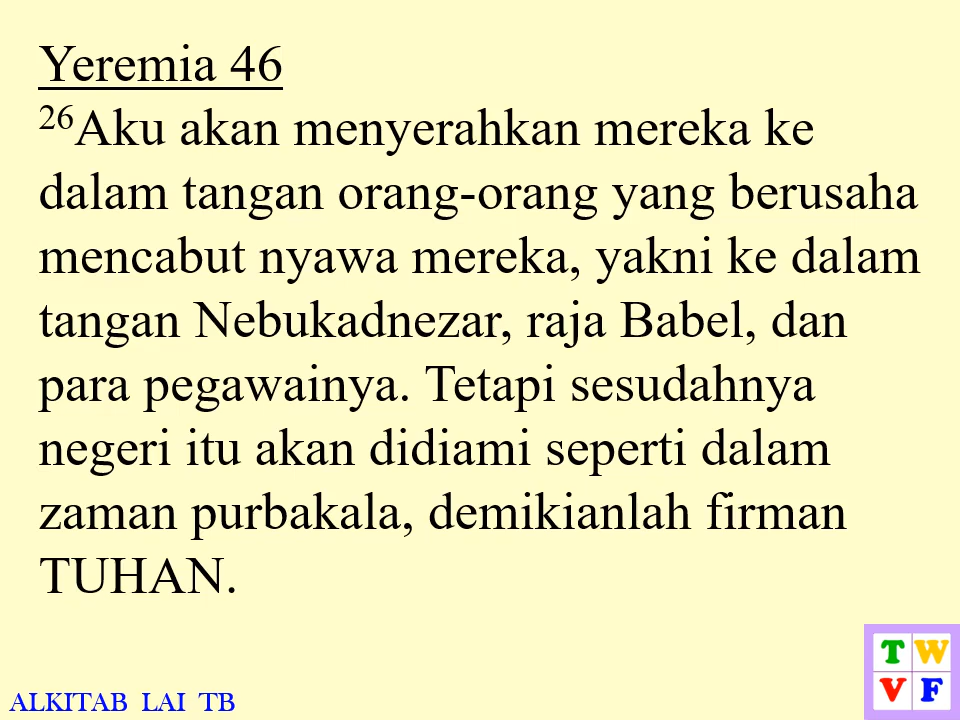 Yeremia 46
26Aku akan menyerahkan mereka ke
dalam tangan orang-orang yang berusaha
mencabut nyawa mereka, yakni ke dalam
tangan Nebukadnezar, raja Babel, dan
para pegawainya. Tetapi sesudahnya
negeri itu akan didiami seperti dalam
zaman purbakala, demikianlah firman
TUHAN.
ALKITAB LAI TB
T W
V F